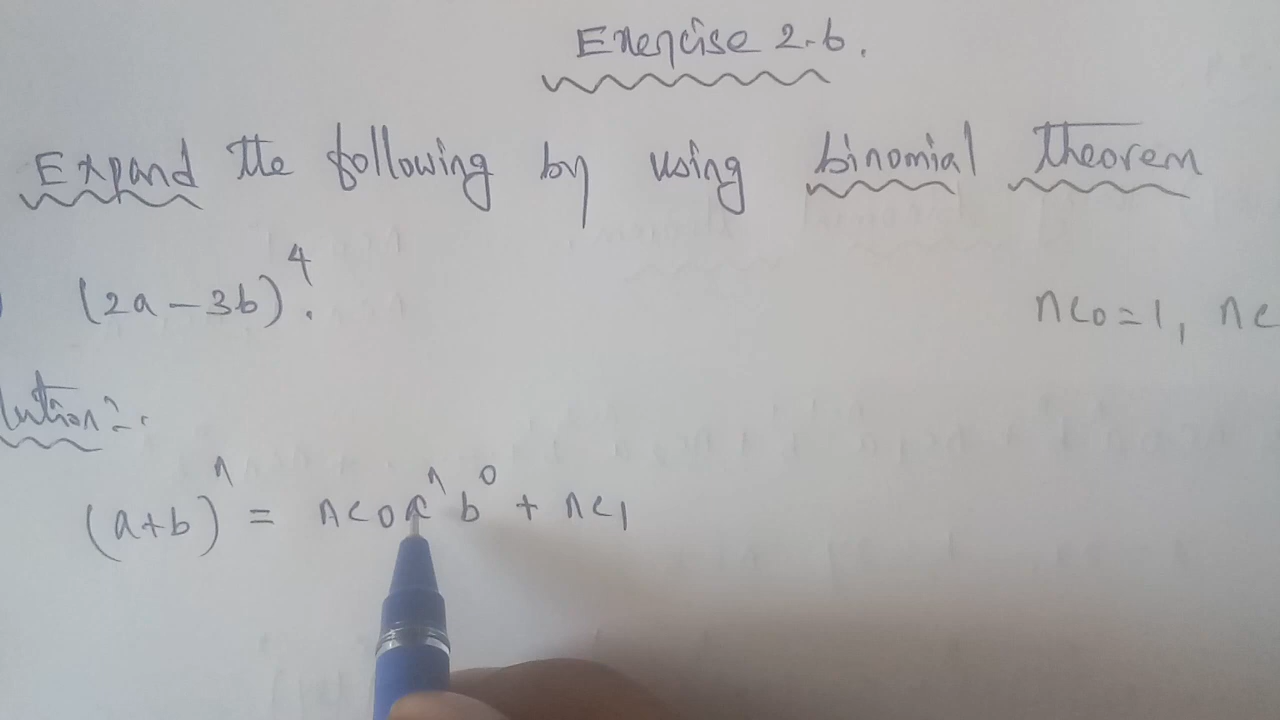 Exercise 2.6.
Expand the following by using binomial theorem
(2a-3b)⁴.
nc₀=1, nc
lution:-
(a+b)ⁿ = nc₀ aⁿ b⁰ + nc₁